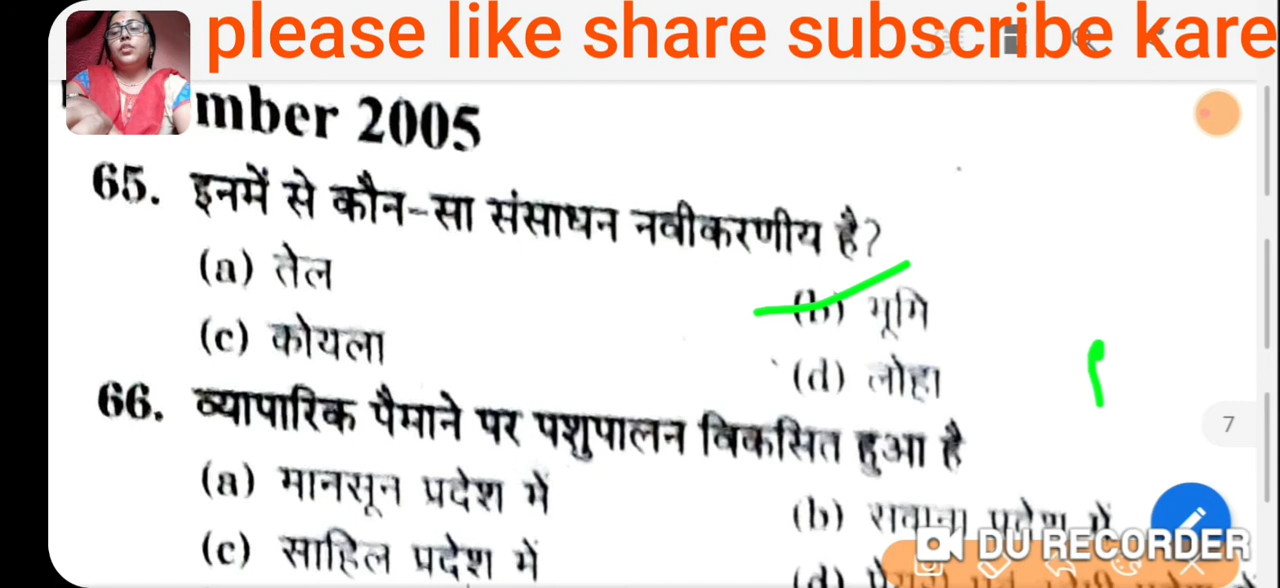 please like share subscribe kare
mber 2005
65. इनमें से कौन-सा संसाधन नवीकरणीय है?
(a) तेल
(b) भूमि
(c) कोयला
(d) लोहा
66. व्यापारिक पैमाने पर पशुपालन विकसित हुआ है
7
(a) मानसून प्रदेश में
(b) सवाना प्रदेश में
(c) साहिल प्रदेश में
(d)
DU RECORDER